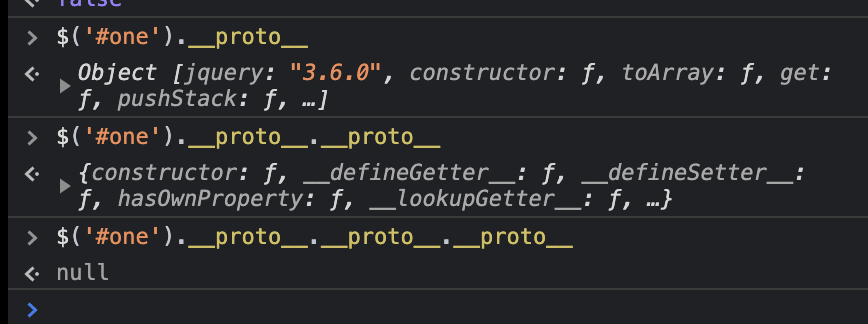 false
$('#one').__proto__
Object [jquery: "3.6.0", constructor: ƒ, toArray: ƒ, get:
ƒ, pushStack: ƒ, …]
$('#one').__proto__.__proto__
{constructor: ƒ, __defineGetter__: ƒ, __defineSetter__:
ƒ, hasOwnProperty: ƒ, __lookupGetter__: ƒ, …}
$('#one').__proto__.__proto__.__proto__
null